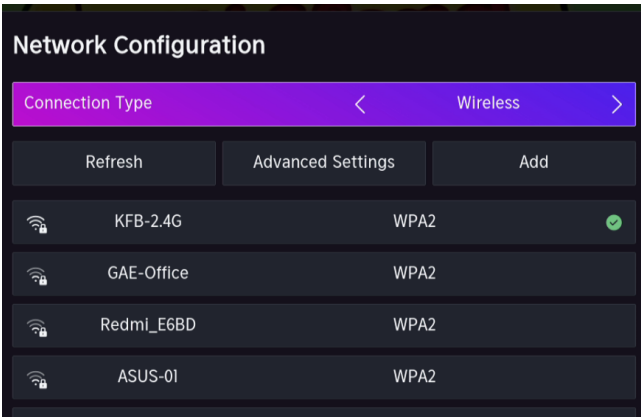 Network Configuration
Connection Type Wireless
Refresh Advanced Settings Add
KFB-2.4G WPA2
GAE-Office WPA2
Redmi_E6BD WPA2
ASUS-01 WPA2